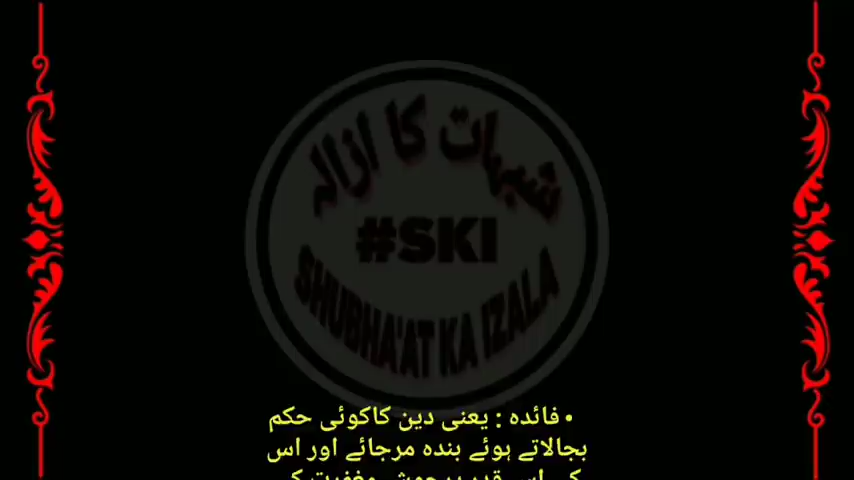 شبہات کا ازالہ
#SKI
SHUBHA'AT KA IZALA
• فائدہ : یعنی دین کاکوئی حکم
بجالاتے ہوئے بندہ مرجائے اور اس